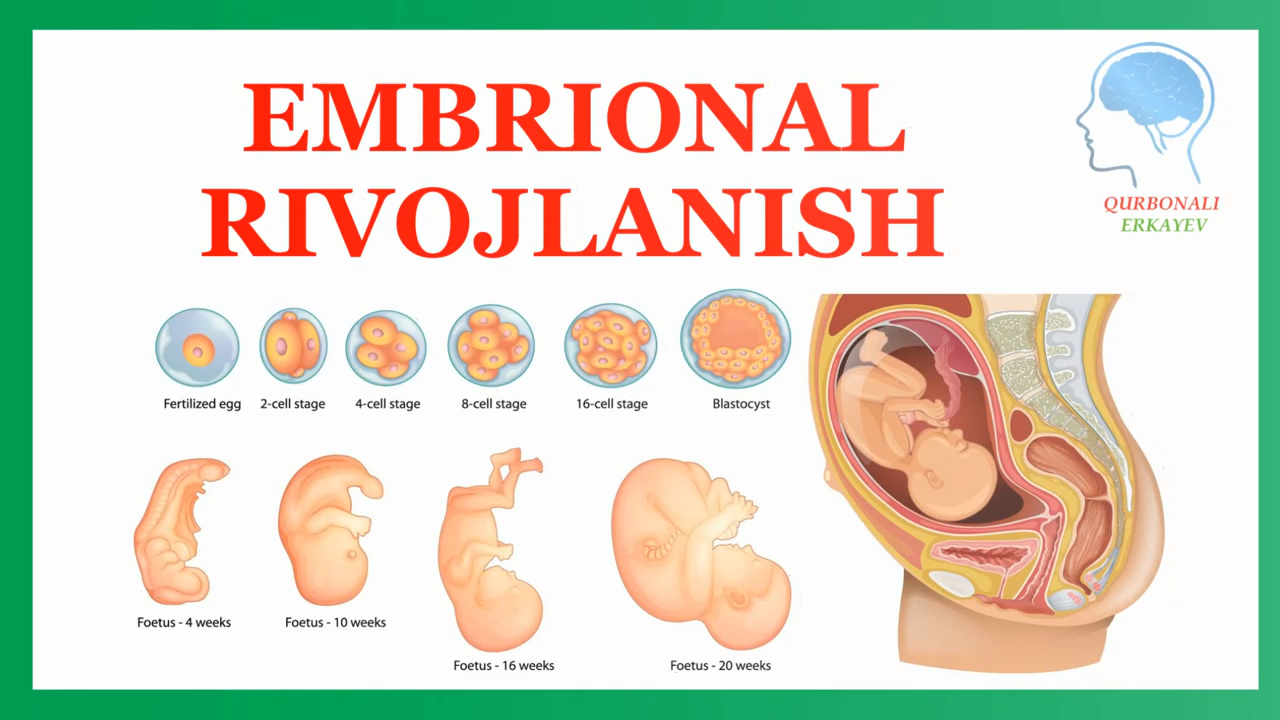 EMBRIONAL
RIVOJLANISH
QURBONALI
ERKAYEV
Fertilized egg
2-cell stage
4-cell stage
8-cell stage
16-cell stage
Blastocyst
Foetus - 4 weeks
Foetus - 10 weeks
Foetus - 16 weeks
Foetus - 20 weeks